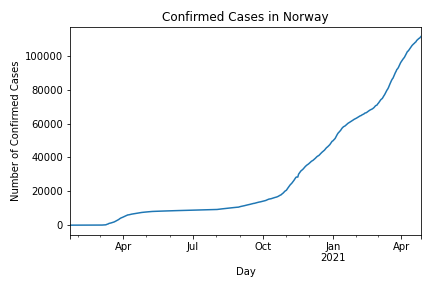 Confirmed Cases in Norway
Number of Confirmed Cases
100000
80000
60000
40000
20000
0
Apr
Jul
Oct
Jan
2021
Apr
Day